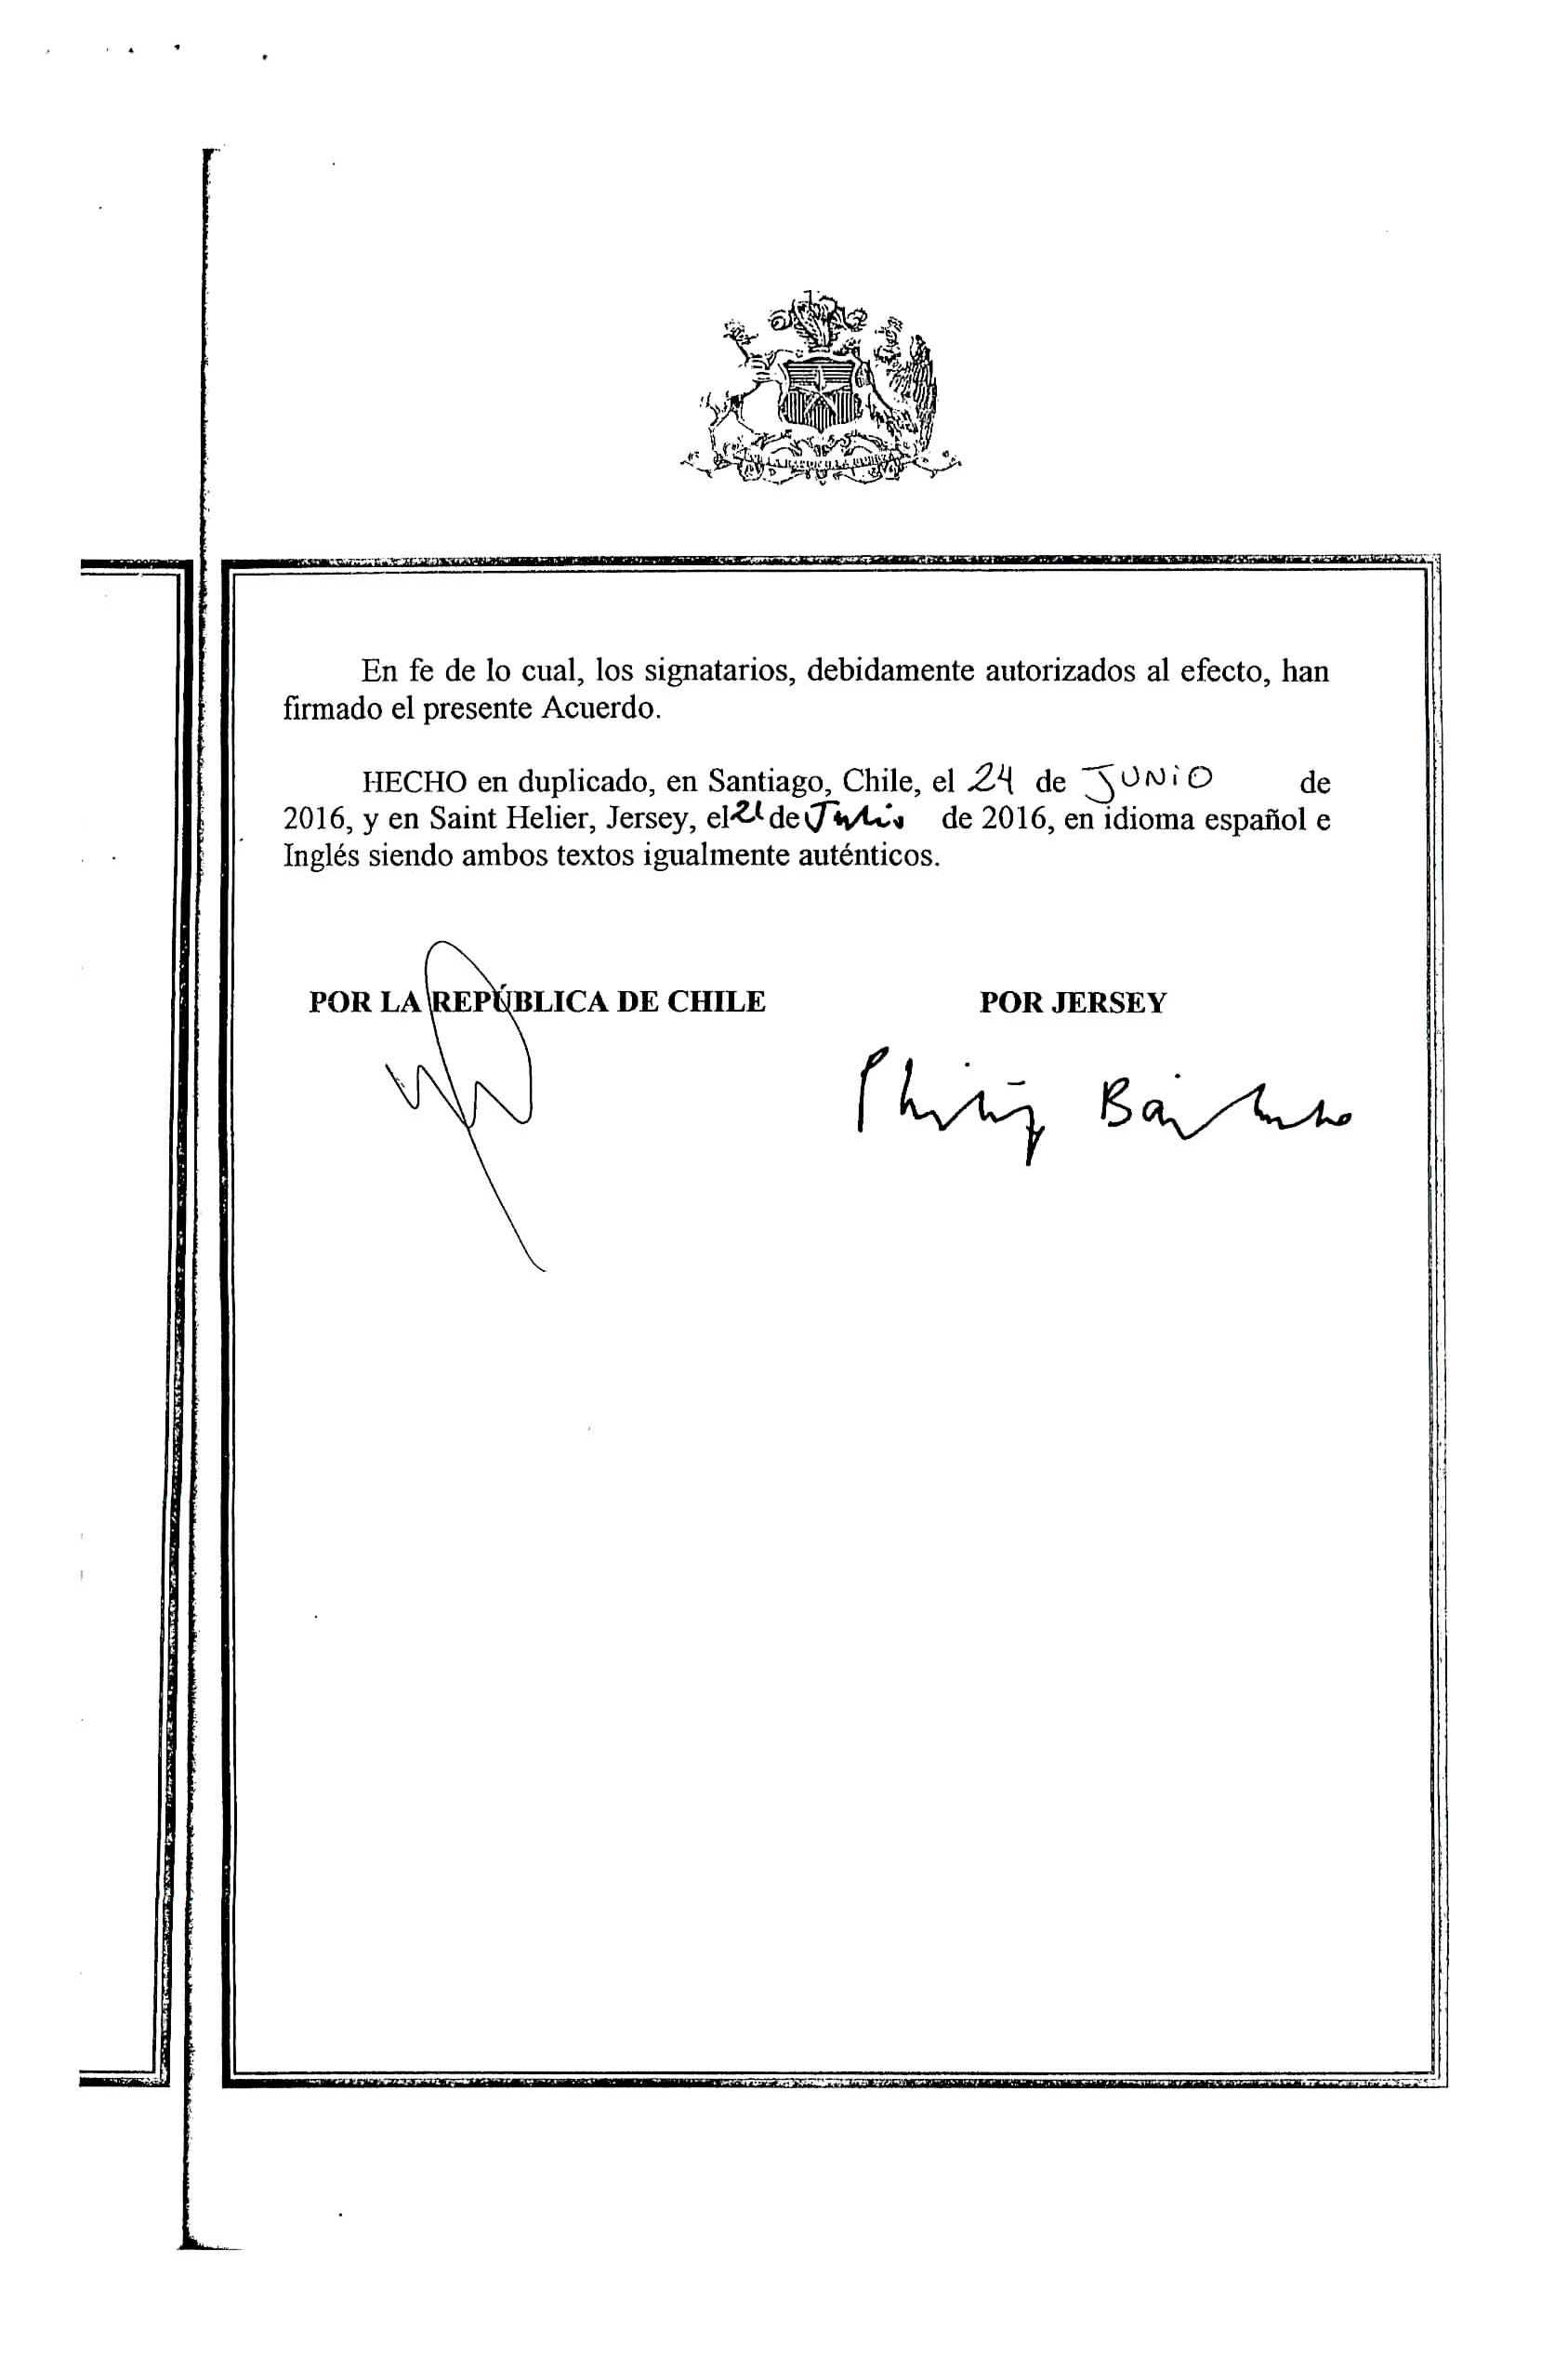 En fe de lo cual, los signatarios, debidamente autorizados al efecto, han
firmado el presente Acuerdo.
HECHO en duplicado, en Santiago, Chile, el 24 de JUNIO de
2016, y en Saint Helier, Jersey, el 21 de Julio de 2016, en idioma español e
Inglés siendo ambos textos igualmente auténticos.
POR LA REPÚBLICA DE CHILE POR JERSEY
Philip